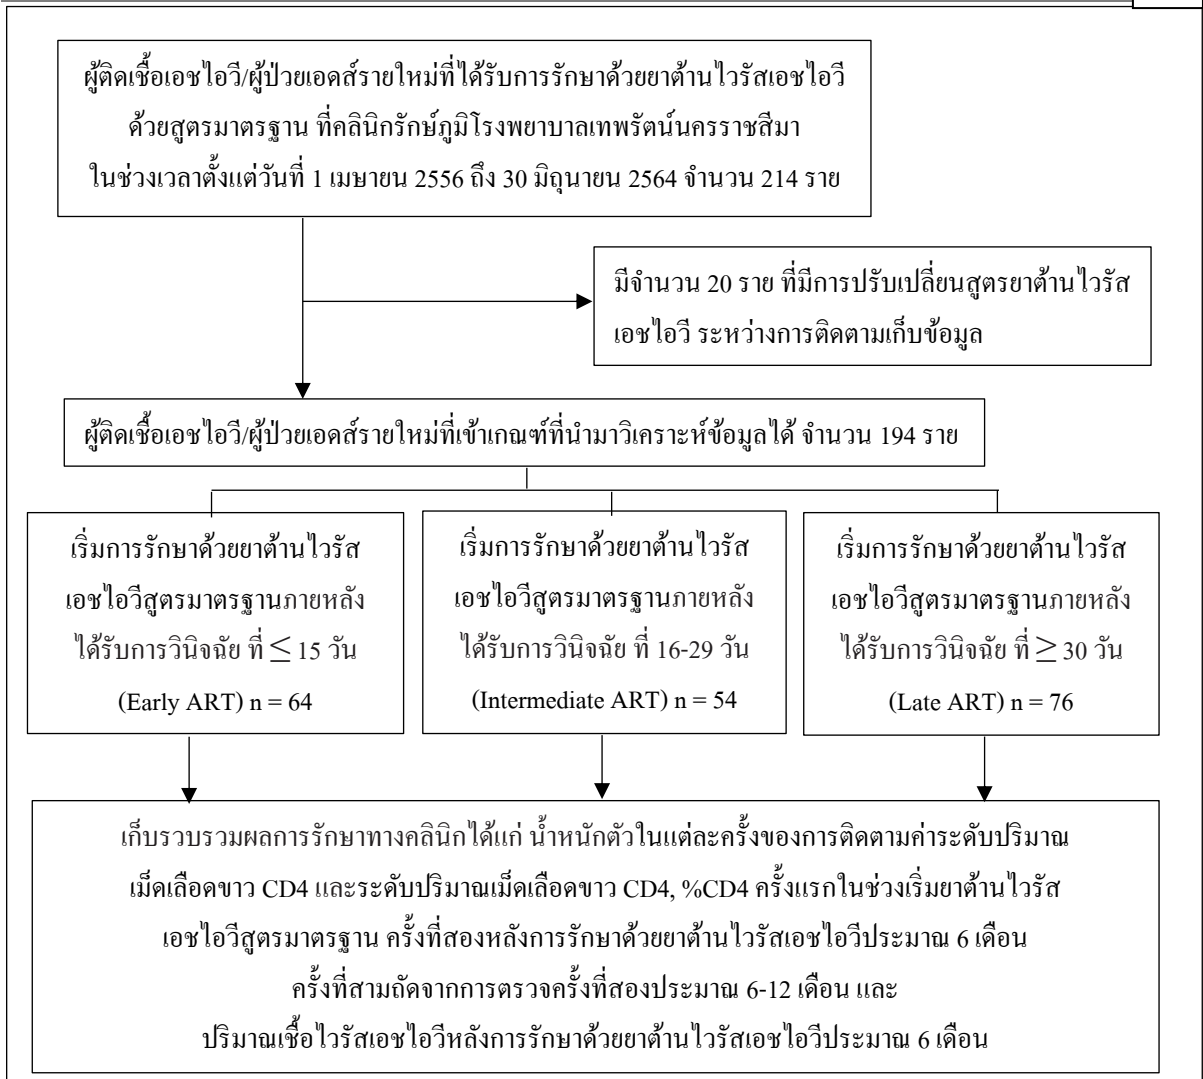 ผู้ติดเชื้อเอชไอวี/ผู้ป่วยเอดส์รายใหม่ที่ได้รับการรักษาด้วยยาต้านไวรัสเอชไอวี
ด้วยสูตรมาตรฐาน ที่คลินิกรักษ์ภูมิโรงพยาบาลเทพรัตน์นครราชสีมา
ในช่วงเวลาตั้งแต่วันที่ 1 เมษายน 2556 ถึง 30 มิถุนายน 2564 จำนวน 214 ราย
มีจำนวน 20 ราย ที่มีการปรับเปลี่ยนสูตรยาต้านไวรัส
เอชไอวี ระหว่างการติดตามเก็บข้อมูล
ผู้ติดเชื้อเอชไอวี/ผู้ป่วยเอดส์รายใหม่ที่เข้าเกณฑ์ที่นำมาวิเคราะห์ข้อมูลได้ จำนวน 194 ราย
เริ่มการรักษาด้วยยาต้านไวรัส
เอชไอวีสูตรมาตรฐานภายหลัง
ได้รับการวินิจฉัย ที่ ≤ 15 วัน
(Early ART) n = 64
เริ่มการรักษาด้วยยาต้านไวรัส
เอชไอวีสูตรมาตรฐานภายหลัง
ได้รับการวินิจฉัย ที่ 16-29 วัน
(Intermediate ART) n = 54
เริ่มการรักษาด้วยยาต้านไวรัส
เอชไอวีสูตรมาตรฐานภายหลัง
ได้รับการวินิจฉัย ที่ ≥ 30 วัน
(Late ART) n = 76
เก็บรวบรวมผลการรักษาทางคลินิกได้แก่ น้ำหนักตัวในแต่ละครั้งของการติดตามค่าระดับปริมาณ
เม็ดเลือดขาว CD4 และระดับปริมาณเม็ดเลือดขาว CD4, %CD4 ครั้งแรกในช่วงเริ่มยาต้านไวรัส
เอชไอวีสูตรมาตรฐาน ครั้งที่สองหลังการรักษาด้วยยาต้านไวรัสเอชไอวีประมาณ 6 เดือน
ครั้งที่สามถัดจากการตรวจครั้งที่สองประมาณ 6-12 เดือน และ
ปริมาณเชื้อไวรัสเอชไอวีหลังการรักษาด้วยยาต้านไวรัสเอชไอวีประมาณ 6 เดือน